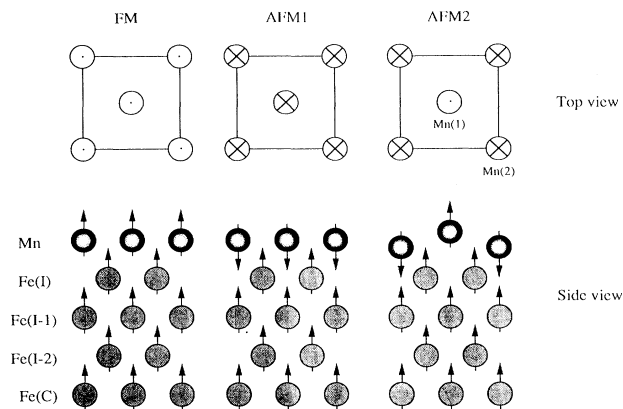 FM
AFM1
AFM2
Top view
Mn(1)
Mn(2)
Mn
Fe(I)
Fe(I-1)
Side view
Fe(I-2)
Fe(C)